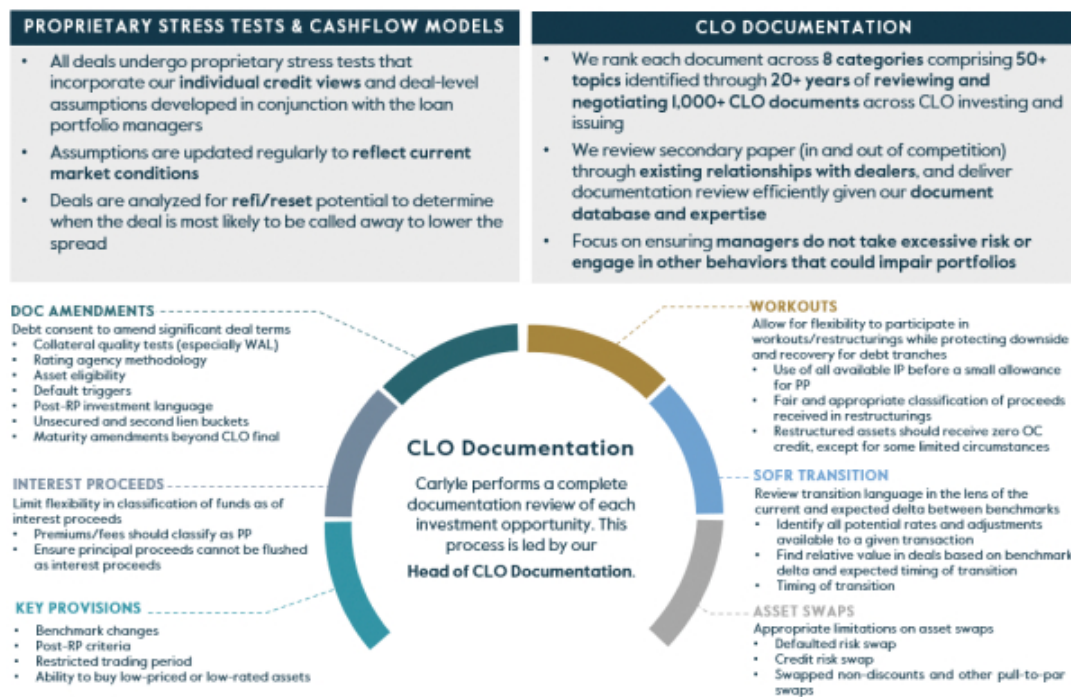 PROPRIETARY STRESS TESTS & CASHFLOW MODELS
• All deals undergo proprietary stress tests that
incorporate our individual credit views and deal-level
assumptions developed in conjunction with the loan
portfolio managers
• Assumptions are updated regularly to reflect current
market conditions
• Deals are analyzed for refi/reset potential to determine
when the deal is most likely to be called away to lower the
spread
CLO DOCUMENTATION
• We rank each document across 8 categories comprising 50+
topics identified through 20+ years of reviewing and
negotiating 1,000+ CLO documents across CLO investing and
issuing
• We review secondary paper (in and out of competition)
through existing relationships with dealers, and deliver
documentation review efficiently given our document
database and expertise
• Focus on ensuring managers do not take excessive risk or
engage in other behaviors that could impair portfolios
DOC AMENDMENTS
Debt consent to amend significant deal terms
• Collateral quality tests (especially WAL)
• Rating agency methodology
• Asset eligibility
• Default triggers
• Post-RP investment language
• Unsecured and second lien buckets
• Maturity amendments beyond CLO final
INTEREST PROCEEDS
Limit flexibility in classification of funds as of
interest proceeds
• Premiums/fees should classify as PP
• Ensure principal proceeds cannot be flushed
as interest proceeds
KEY PROVISIONS
• Benchmark changes
• Post-RP criteria
• Restricted trading period
• Ability to buy low-priced or low-rated assets
CLO Documentation
Carlyle performs a complete
documentation review of each
investment opportunity. This
process is led by our
Head of CLO Documentation.
WORKOUTS
Allow for flexibility to participate in
workouts/restructurings while protecting downside
and recovery for debt tranches
• Use of all available IP before a small allowance
for PP
• Fair and appropriate classification of proceeds
received in restructurings
• Restructured assets should receive zero OC
credit, except for some limited circumstances
SOFR TRANSITION
Review transition language in the lens of the
current and expected delta between benchmarks
• Identify all potential rates and adjustments
available to a given transaction
• Find relative value in deals based on benchmark
delta and expected timing of transition
• Timing of transition
ASSET SWAPS
Appropriate limitations on asset swaps
• Defaulted risk swap
• Credit risk swap
• Swapped non-discounts and other pull-to-par
swaps